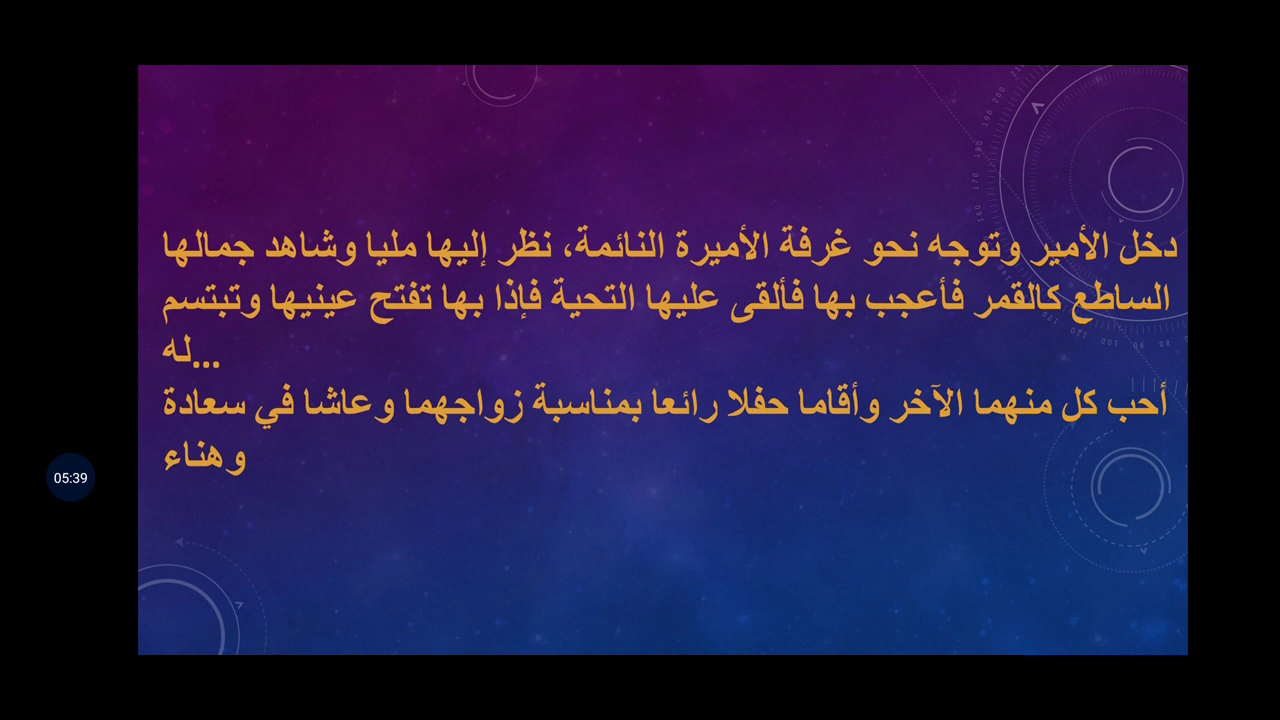 دخل الأمير وتوجه نحو غرفة الأميرة النائمة، نظر إليها مليا وشاهد جمالها
الساطع كالقمر فأعجب بها فألقى عليها التحية فإذا بها تفتح عينيها وتبتسم
له...
أحب كل منهما الآخر وأقاما حفلا رائعا بمناسبة زواجهما وعاشا في سعادة
وهناء
05:39